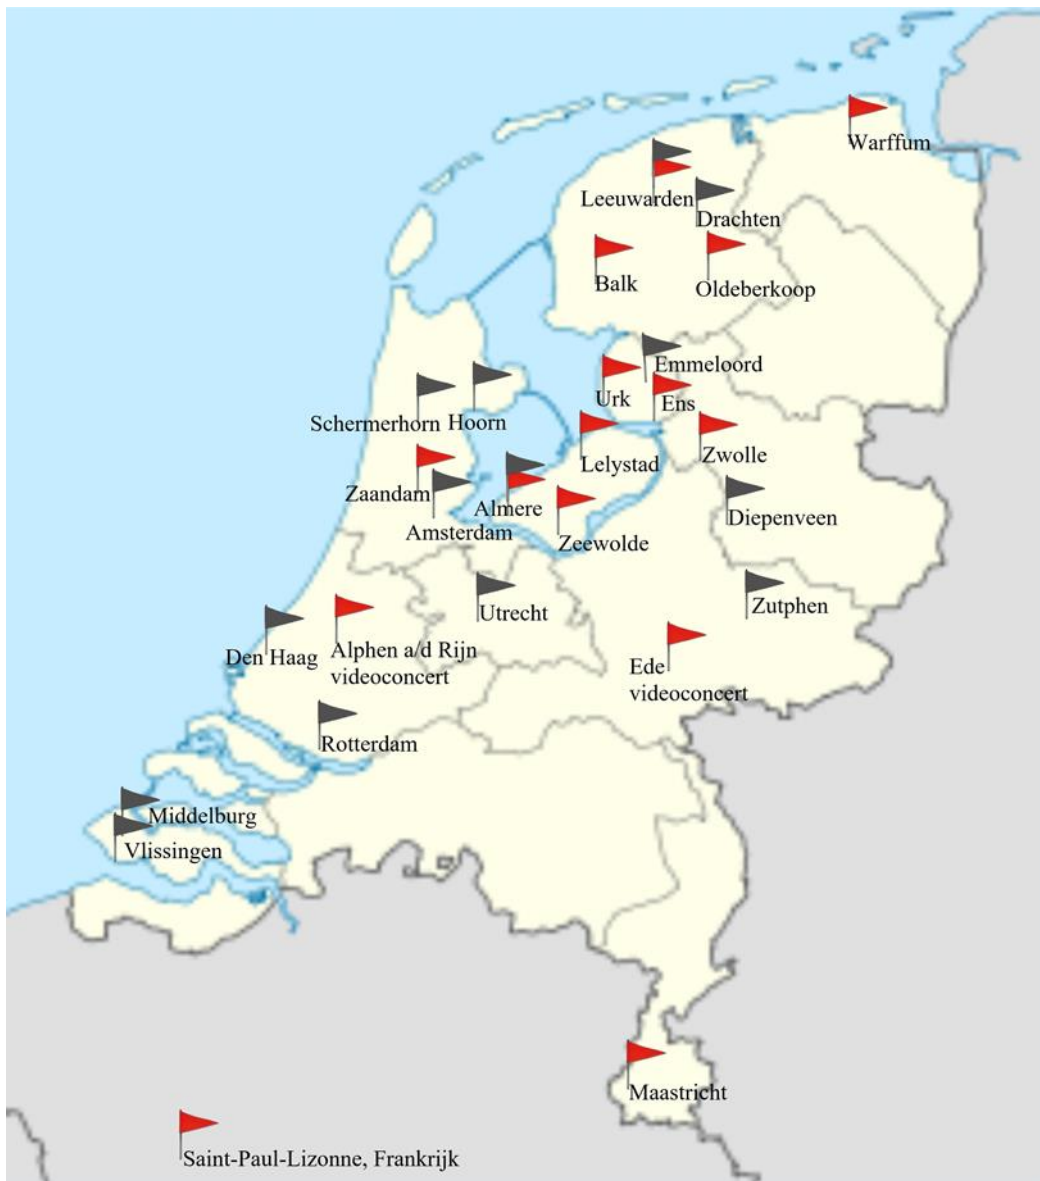 Warffum
Leeuwarden
Drachten
Balk
Oldeberkoop
Emmeloord
Urk
Ens
Schermerhorn
Hoorn
Lelystad
Zwolle
Zaandam
Almere
Amsterdam
Zeewolde
Diepenveen
Utrecht
Zutphen
Den Haag
Alphen a/d Rijn
videoconcert
Ede
videoconcert
Rotterdam
Middelburg
Vlissingen
Maastricht
Saint-Paul-Lizonne, Frankrijk